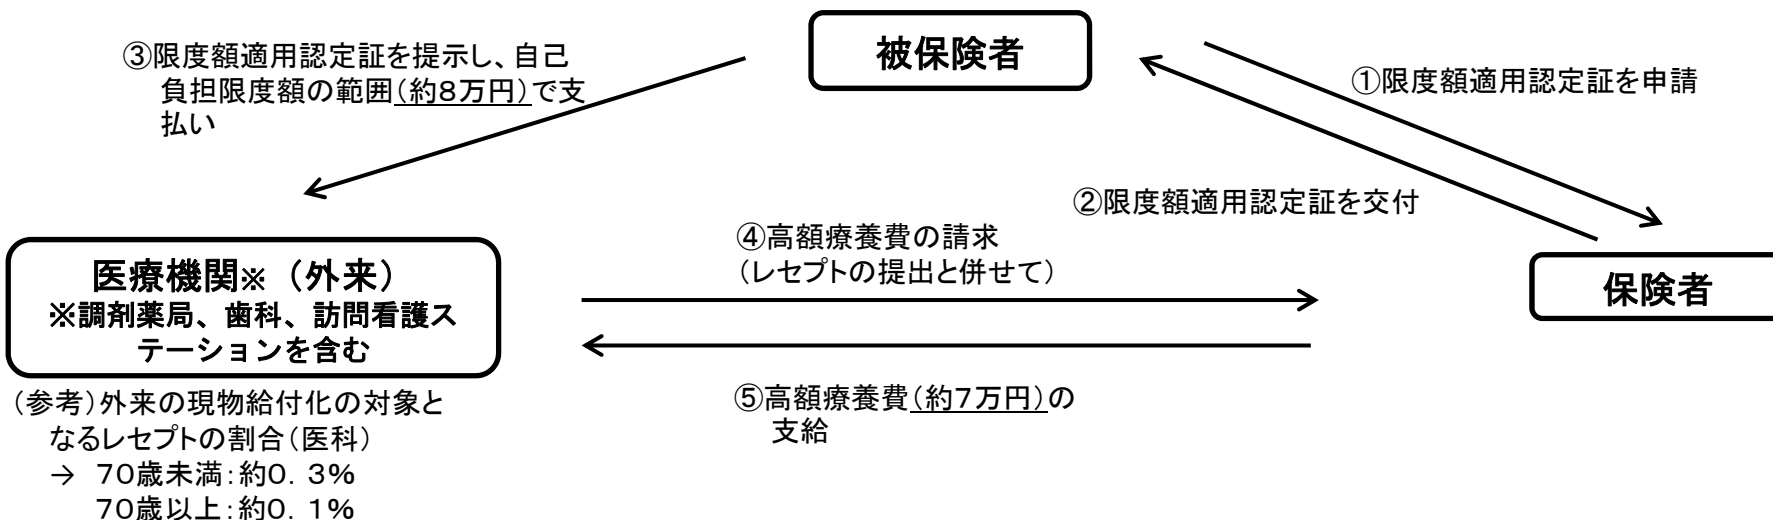 被保険者
③限度額適用認定証を提示し、自己
負担限度額の範囲(約8万円)で支
払い
①限度額適用認定証を申請
②限度額適用認定証を交付
④高額療養費の請求
(レセプトの提出と併せて)
医療機関※（外来）
※調剤薬局、歯科、訪問看護ス
テーションを含む
保険者
⑤高額療養費(約7万円)の
支給
(参考)外来の現物給付化の対象と
なるレセプトの割合(医科)
→ 70歳未満：約0．3%
70歳以上：約0．1%